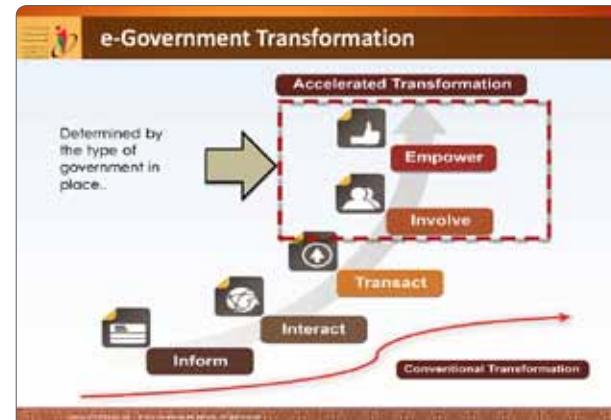 e-Government Transformation
Accelerated Transformation
Determined by
the type of
government in
place..
Empower
Involve
Transact
Interact
Inform
Conventional Transformation